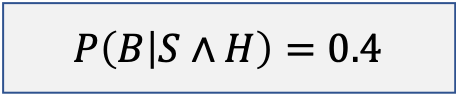 P(B|S ∧ H) = 0.4